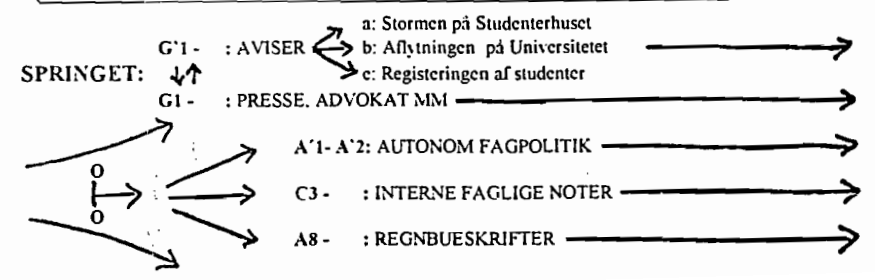 a: Stormen på Studenterhuset
G'1 - : AVISER b: Aflytningen på Universitetet
SPRINGET: c: Registeringen af studenter
G1 - : PRESSE. ADVOKAT MM
A'1- A'2: AUTONOM FAGPOLITIK
O
C3 - : INTERNE FAGLIGE NOTER
O
A8 - : REGNBUESKRIFTER